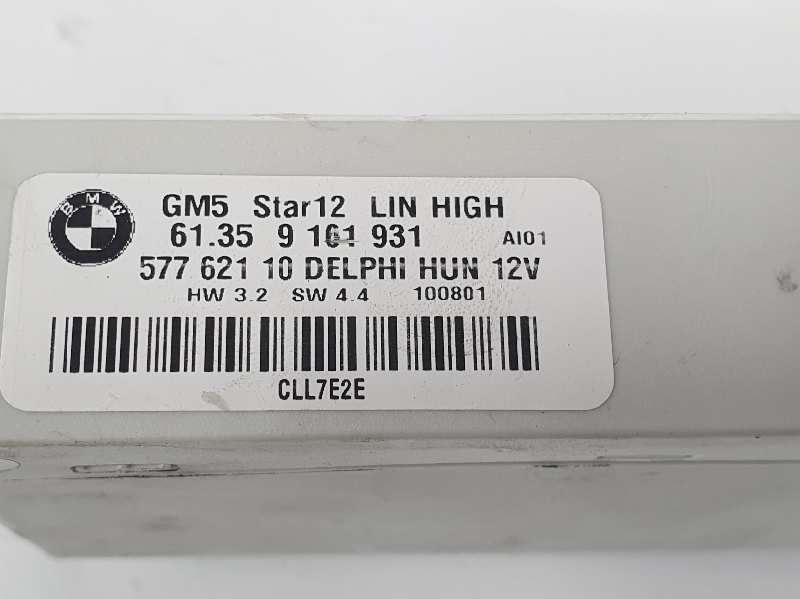 BMW
GM5 Star12 LIN HIGH
61.35 9 161 931 AI01
577 621 10 DELPHI HUN 12V
HW 3.2 SW 4.4 100801
CLL7E2E